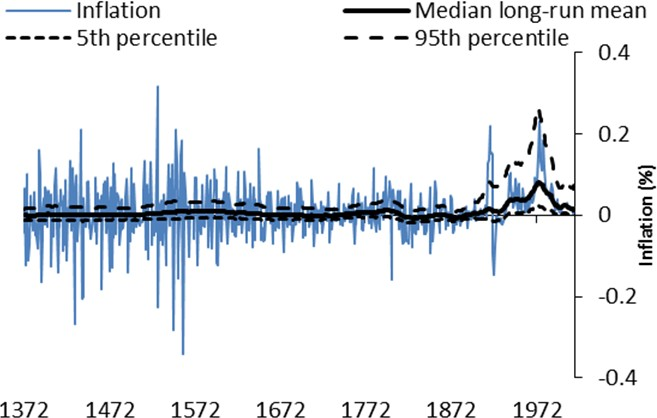 Inflation Median long-run mean
5th percentile 95th percentile
0.4
0.2
0
-0.2
-0.4
Inflation (%)
1372 1472 1572 1672 1772 1872 1972